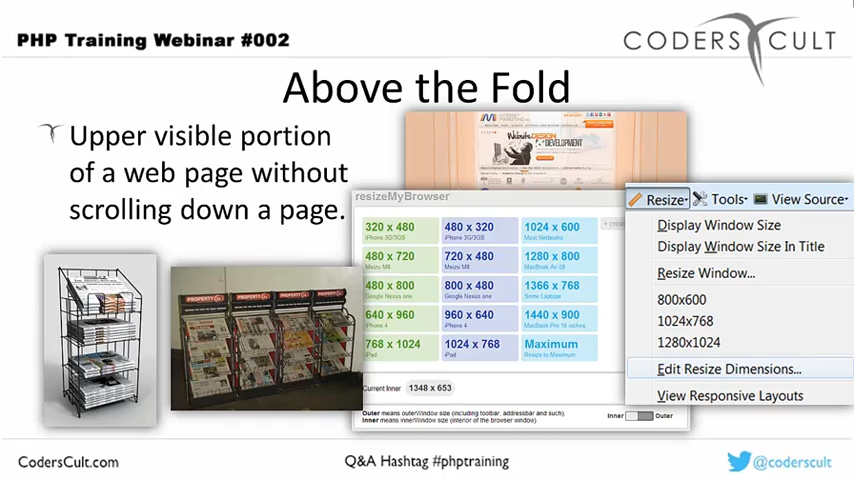 PHP Training Webinar #002
CODERS CULT
Above the Fold
Upper visible portion
of a web page without
scrolling down a page.
Website DESIGN
DEVELOPMENT
resizeMyBrowser
320 x 480
iPhone 3G/3GS
480 x 320
iPhone 3G/3GS
1024 x 600
Most Netbooks
480 x 720
Meizu M8
720 x 480
Meizu M8
1280 x 800
MacBook Air 08
480 x 800
Google Nexus one
800 x 480
Google Nexus one
1366 x 768
Some Laptops
640 x 960
iPhone 4
960 x 640
iPhone 4
1440 x 900
MacBook Pro 15 inches
768 x 1024
iPad
1024 x 768
iPad
Maximum
Resize to Maximum
Current Inner 1348 x 653
Outer means outerWindow size (including toolbar, addressbar and such).
Inner means innerWindow size (interior of the browser window).
Inner Outer
Resize Tools View Source
Display Window Size
Display Window Size In Title
Resize Window...
800x600
1024x768
1280x1024
Edit Resize Dimensions...
View Responsive Layouts
PROPERTY PROPERTY PROPERTY PROPERTY
CodersCult.com
Q&A Hashtag #phptraining
@coderscult